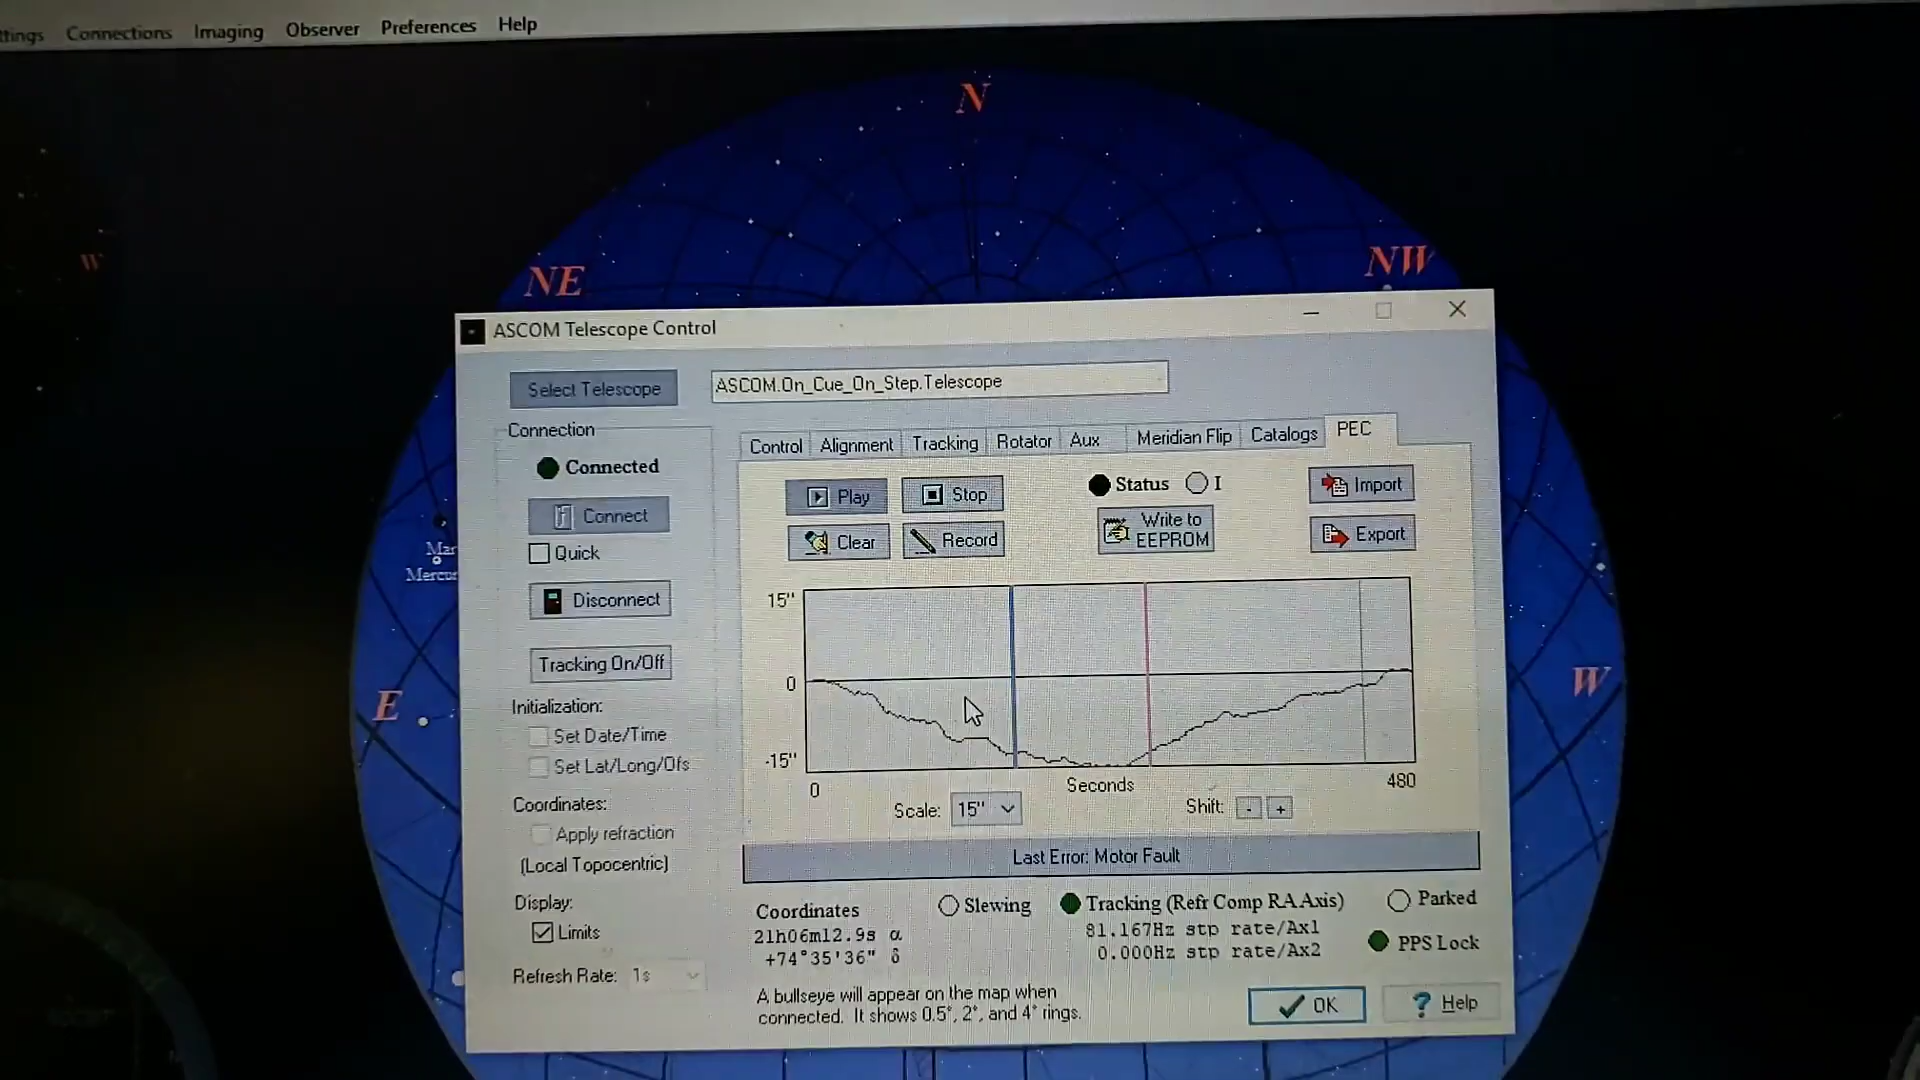 ttings Connections Imaging Observer Preferences Help
N
W
NE
NW
ASCOM Telescope Control
Select Telescope
ASCOM.On_Cue_On_Step.Telescope
Connection
Control Alignment Tracking Rotator Aux Meridian Flip Catalogs PEC
Connected
Play Stop Status I Import
Connect
Write to
EEPROM
Clear Record Export
Quick
Mar
Mercur
Disconnect
15"
Tracking On/Off
0
E
W
Initialization:
Set Date/Time
Set Lat/Long/Ofs
-15"
0 Seconds 480
Scale: 15" Shift: - +
Coordinates:
Apply refraction
(Local Topocentric)
Last Error: Motor Fault
Display:
Limits
Refresh Rate: 1s
Coordinates
21h06m12.9s α
+74°35'36" δ
Slewing Tracking (Refr Comp RA Axis) Parked
81.167Hz stp rate/Ax1
0.000Hz stp rate/Ax2
PPS Lock
A bullseye will appear on the map when
connected. It shows 0.5°, 2°, and 4° rings.
OK Help